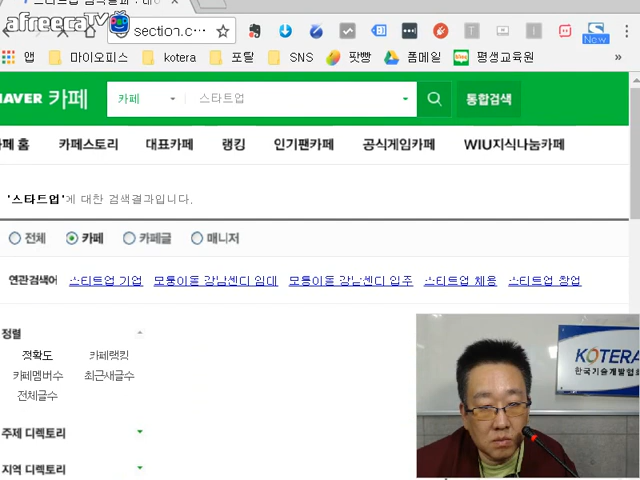 afreecaTV
section.c···
New
앱 마이오피스 kotera 포탈 SNS 팟빵 폼메일 평생교육원 »
NAVER 카페 카페 스타트업 통합검색
카페 홈 카페스토리 대표카페 랭킹 인기팬카페 공식게임카페 WIU지식나눔카페
'스타트업'에 대한 검색결과입니다.
전체 카페 카페글 매니저
연관검색어 스타트업 기업 모퉁이돌 강남센터 임대 모퉁이돌 강남센터 입주 스타트업 채용 스타트업 창업
정렬
정확도 카페랭킹
카페멤버수 최근새글수
전체글수
주제 디렉토리
지역 디렉토리
KOTERA
한국기술개발협회